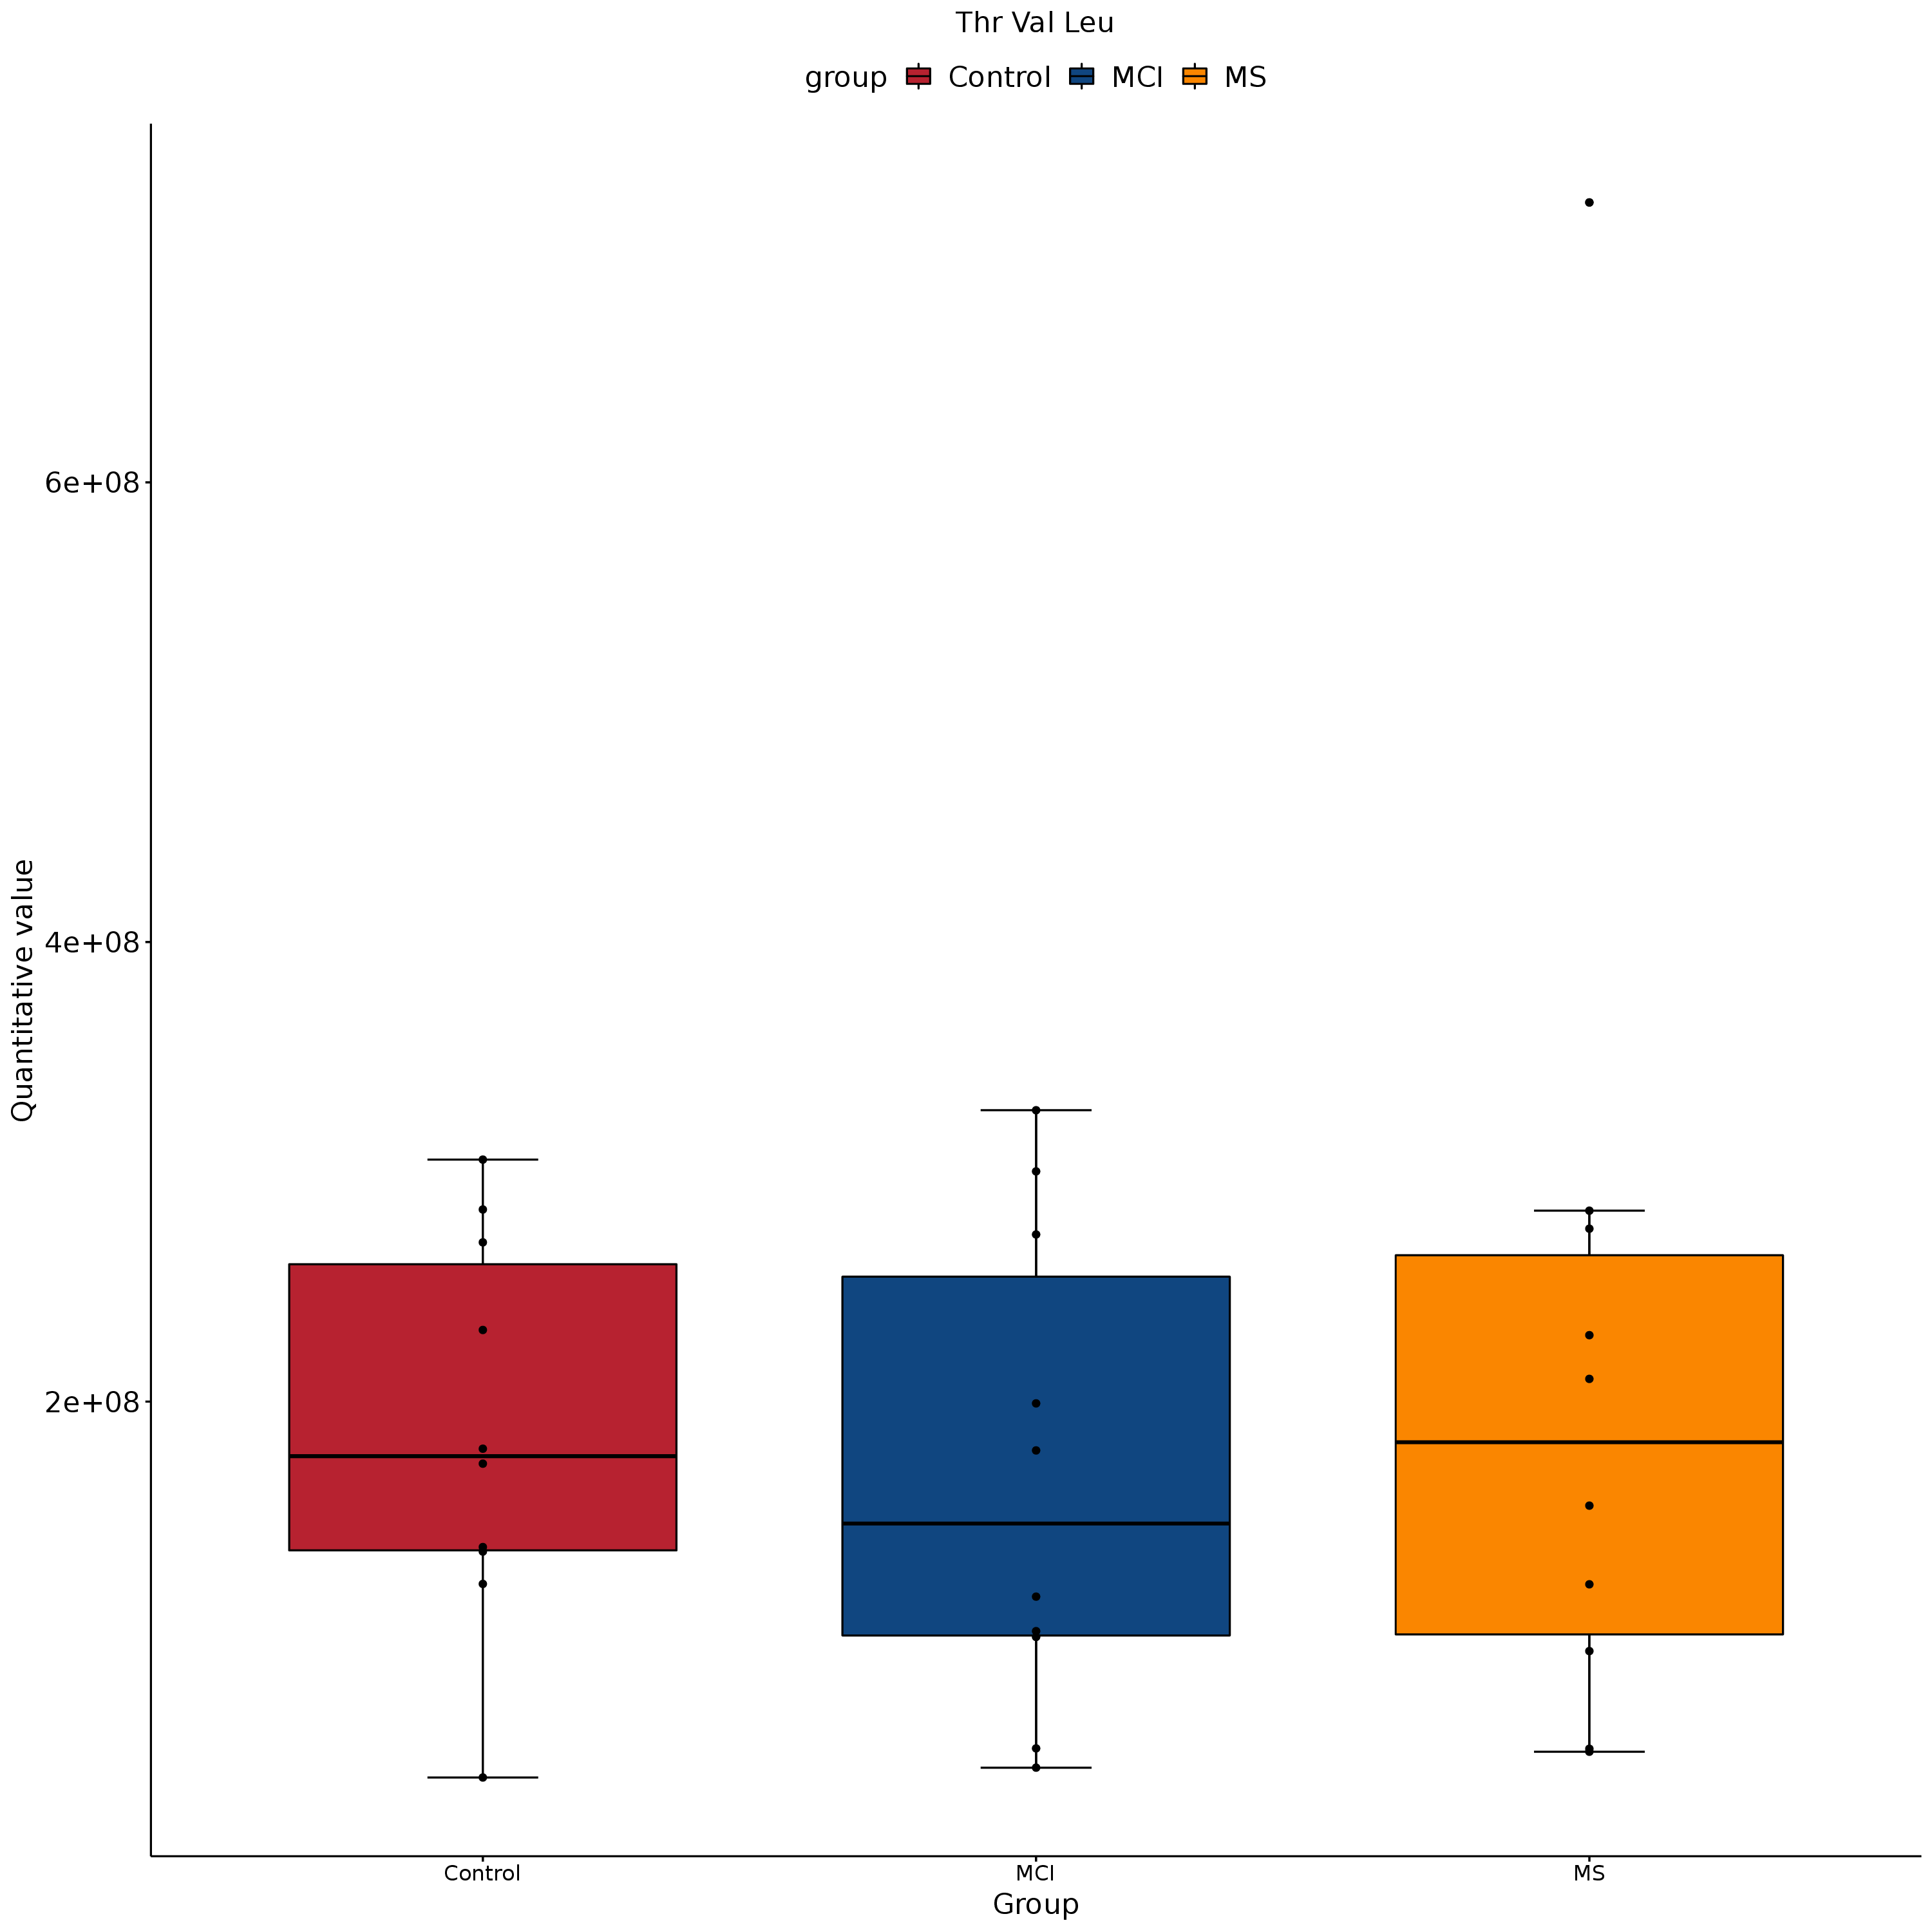 Thr Val Leu
group Control MCI MS
Quantitative value
6e+08
4e+08
2e+08
Control MCI MS
Group